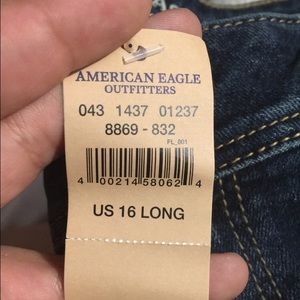 AMERICAN EAGLE
OUTFITTERS
043 1437 01237
8869 - 832
FL_001
4 00214 58062 4
US 16 LONG